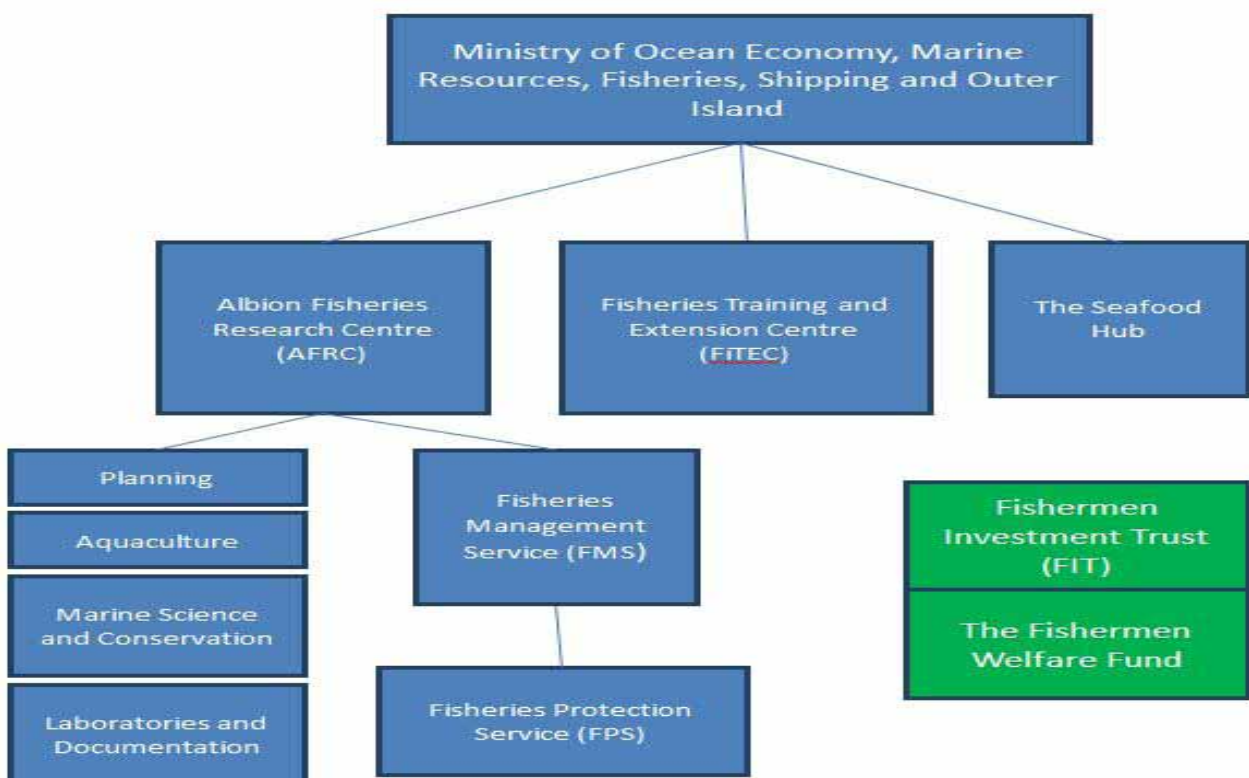 Ministry of Ocean Economy, Marine
Resources, Fisheries, Shipping and Outer
Island
Albion Fisheries
Research Centre
(AFRC)
Fisheries Training and
Extension Centre
(FiTEC)
The Seafood
Hub
Planning
Aquaculture
Marine Science
and Conservation
Laboratories and
Documentation
Fisheries
Management
Service (FMS)
Fisheries Protection
Service (FPS)
Fishermen
Investment Trust
(FIT)
The Fishermen
Welfare Fund